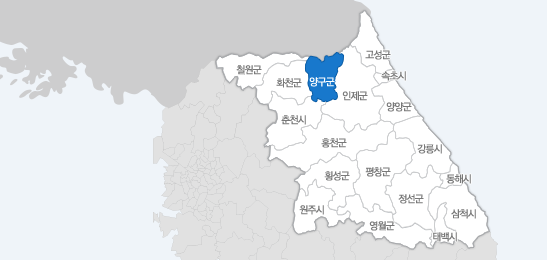 고성군
철원군
속초시
화천군
양구군
인제군
양양군
춘천시
홍천군
강릉시
횡성군
평창군
동해시
정선군
원주시
삼척시
영월군
태백시